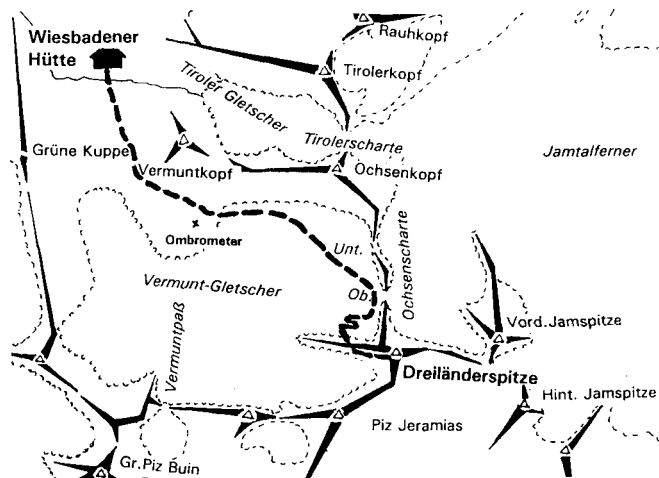 Rauhkopf
Wiesbadener
Hütte
Tirolerkopf
Tiroler Gletscher
Tirolerscharte
Grüne Kuppe
Vermuntkopf
Ochsenkopf
Jamtalferner
Ombrometer
Unt.
Ochsenscharte
Vermunt-Gletscher
Ob.
Vermuntpaß
Vord. Jamspitze
Dreiländerspitze
Hint. Jamspitze
Piz Jeramias
Gr. Piz Buin